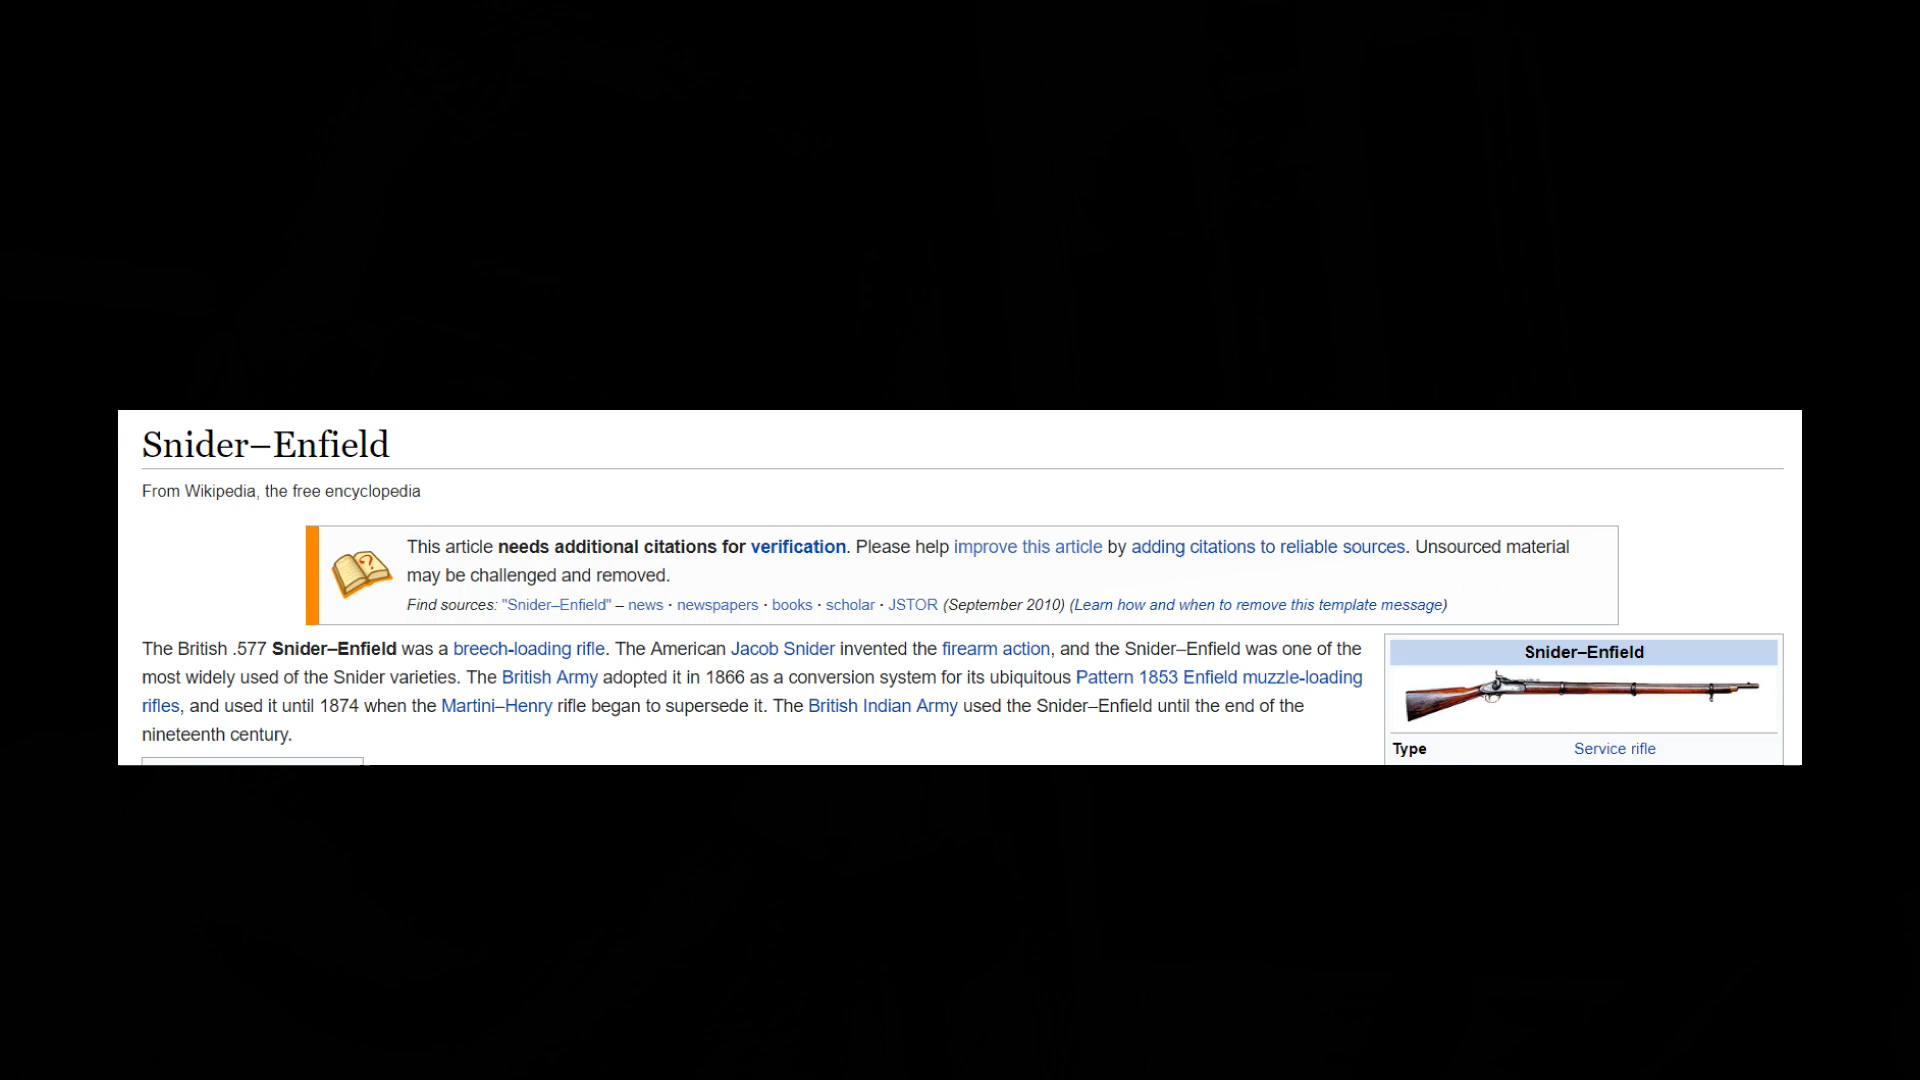 Snider–Enfield
From Wikipedia, the free encyclopedia
This article needs additional citations for verification. Please help improve this article by adding citations to reliable sources. Unsourced material
may be challenged and removed.
Find sources: "Snider–Enfield" – news · newspapers · books · scholar · JSTOR (September 2010) (Learn how and when to remove this template message)
The British .577 Snider–Enfield was a breech-loading rifle. The American Jacob Snider invented the firearm action, and the Snider–Enfield was one of the
most widely used of the Snider varieties. The British Army adopted it in 1866 as a conversion system for its ubiquitous Pattern 1853 Enfield muzzle-loading
rifles, and used it until 1874 when the Martini–Henry rifle began to supersede it. The British Indian Army used the Snider–Enfield until the end of the
nineteenth century.
Snider–Enfield
Type Service rifle